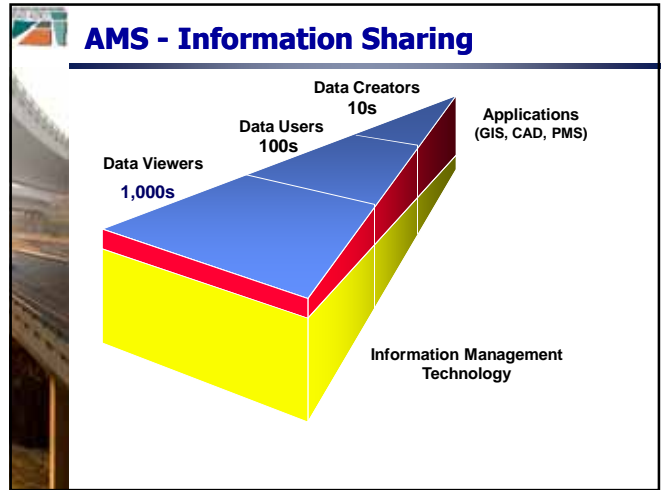 AMS - Information Sharing
Data Creators
10s
Data Users
100s
Data Viewers
1,000s
Applications
(GIS, CAD, PMS)
Information Management
Technology